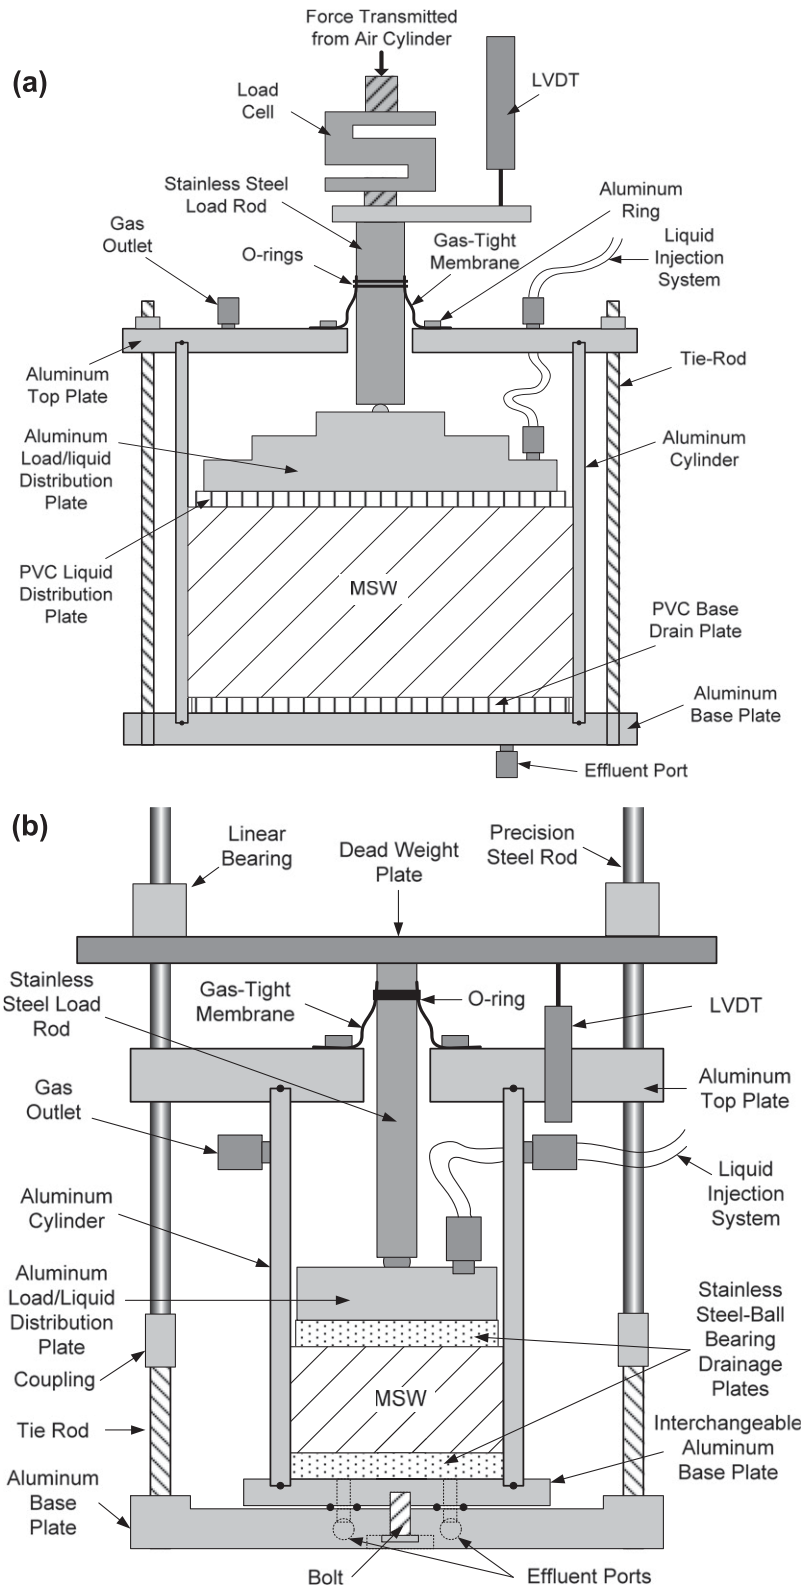 Force Transmitted
from Air Cylinder
(a)
LVDT
Load
Cell
Stainless Steel
Load Rod
Aluminum
Ring
Gas
Outlet
O-rings
Gas-Tight
Membrane
Liquid
Injection
System
Aluminum
Top Plate
Tie-Rod
Aluminum
Load/liquid
Distribution
Plate
Aluminum
Cylinder
PVC Liquid
Distribution
Plate
MSW
PVC Base
Drain Plate
Aluminum
Base Plate
Effluent Port
(b)
Linear
Bearing
Dead Weight
Plate
Precision
Steel Rod
Stainless
Steel Load
Rod
Gas-Tight
Membrane
O-ring
LVDT
Gas
Outlet
Aluminum
Top Plate
Aluminum
Cylinder
Liquid
Injection
System
Aluminum
Load/Liquid
Distribution
Plate
Stainless
Steel-Ball
Bearing
Drainage
Plates
Coupling
MSW
Tie Rod
Interchangeable
Aluminum
Base Plate
Aluminum
Base
Plate
Bolt
Effluent Ports